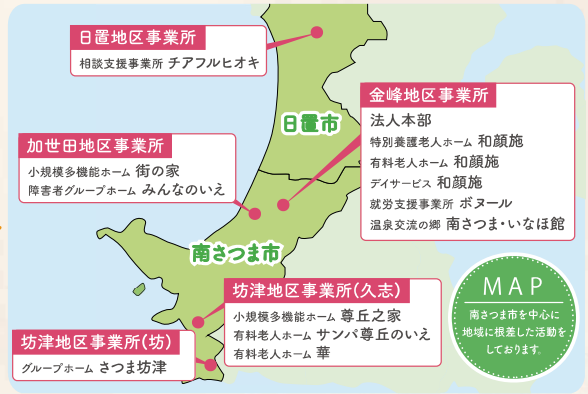 日置地区事業所
相談支援事業所 チアフルヒオキ
金峰地区事業所
法人本部
特別養護老人ホーム 和顔施
有料老人ホーム 和顔施
デイサービス 和顔施
就労支援事業所 ボヌール
温泉交流の郷 南さつま・いなほ館
日置市
加世田地区事業所
小規模多機能ホーム 街の家
障害者グループホーム みんなのいえ
南さつま市
坊津地区事業所(久志)
小規模多機能ホーム 尊丘之家
有料老人ホーム サンパ尊丘のいえ
有料老人ホーム 華
坊津地区事業所(坊)
グループホーム さつま坊津
MAP
南さつま市を中心に
地域に根差した活動を
しております。